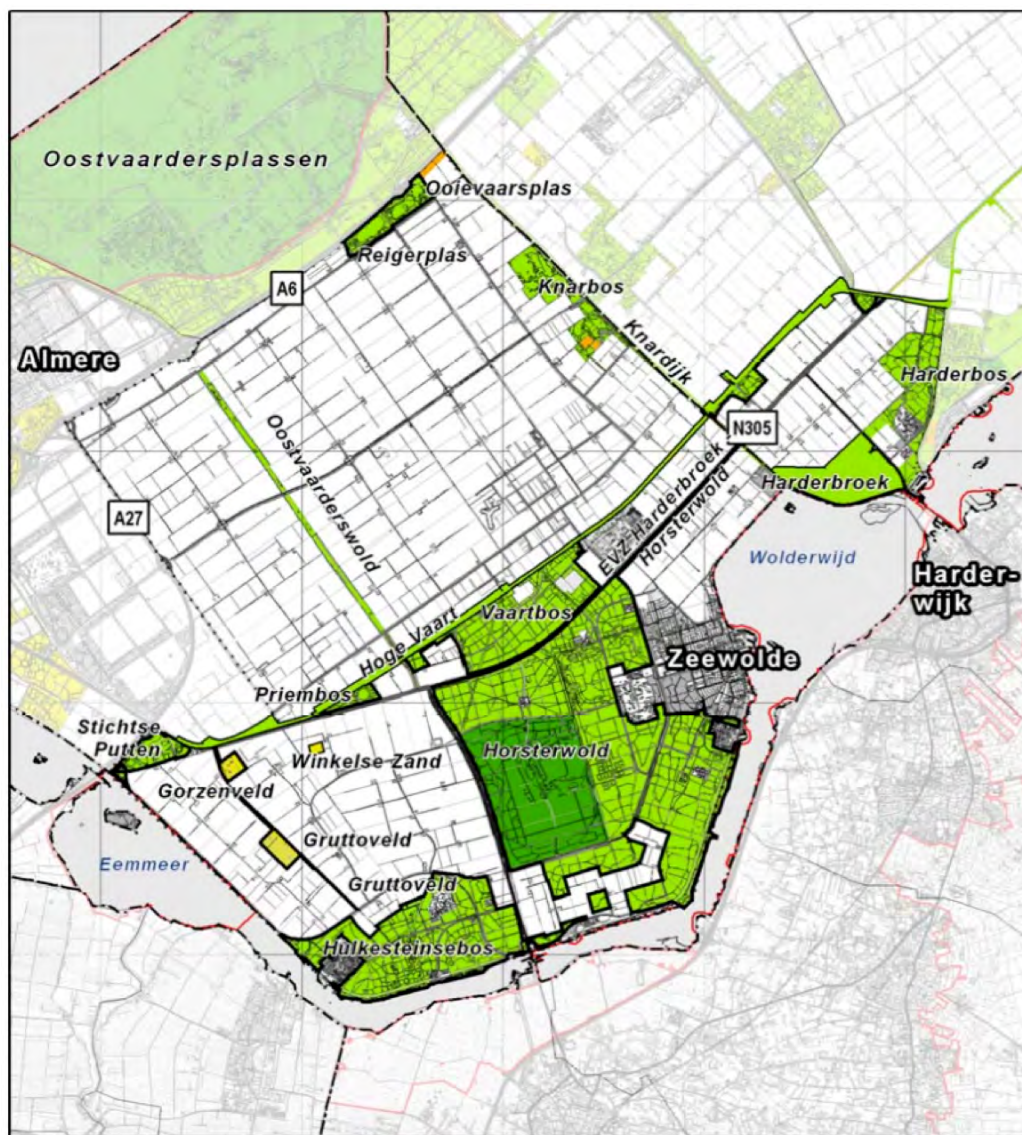 Oostvaardersplassen
Ooievaarsplas
Reigerplas
A6
Knarbos
Knardijk
Almere
Harderbos
N305
Oostvaarderswold
Harderbroek
A27
EVZ Harderbroek
Horsterwold
Wolderwijd
Harder-
wijk
Vaartbos
Hoge Vaart
Zeewolde
Priembos
Stichtse
Putten
Horsterwold
Winkelse Zand
Gorzenveld
Gruttoveld
Eemmeer
Gruttoveld
Hulkesteinsebos